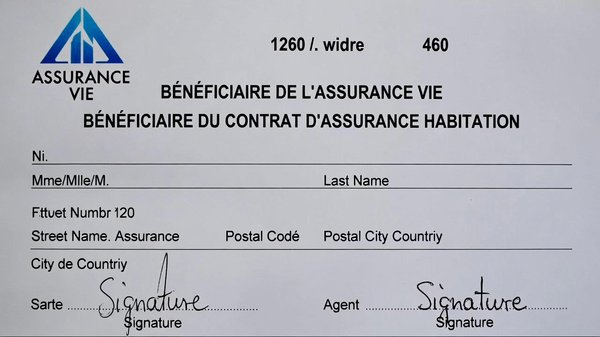 1260 /. widre 460
ASSURANCE
VIE
BÉNÉFICIAIRE DE L'ASSURANCE VIE
BÉNÉFICIAIRE DU CONTRAT D'ASSURANCE HABITATION
Ni.
Mme/Mlle/M. Last Name
Fttuet Numbr 120
Street Name. Assurance Postal Codé Postal City Countriy
City de Countriy
Sarte Signature Agent Signature
Signature Signature